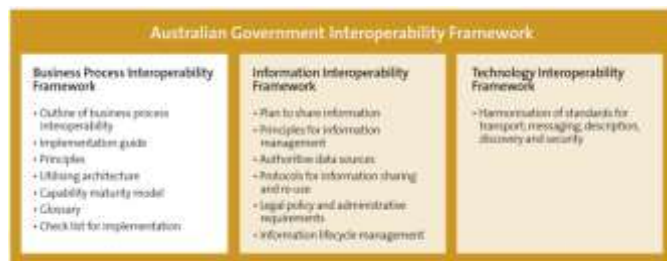 Australian Government Interoperability Framework
Business Process Interoperability
Framework
• Outline of business process
interoperability
• Implementation guide
• Principles
• Utilising architecture
• Capability maturity model
• Glossary
• Check list for implementation
Information Interoperability
Framework
• Plan to share information
• Principles for information
management
• Authoritive data sources
• Protocols for information sharing
and re-use
• Legal policy and administrative
requirements
• Information lifecycle management
Technology Interoperability
Framework
• Harmonisation of standards for
transport, messaging, description,
discovery and security